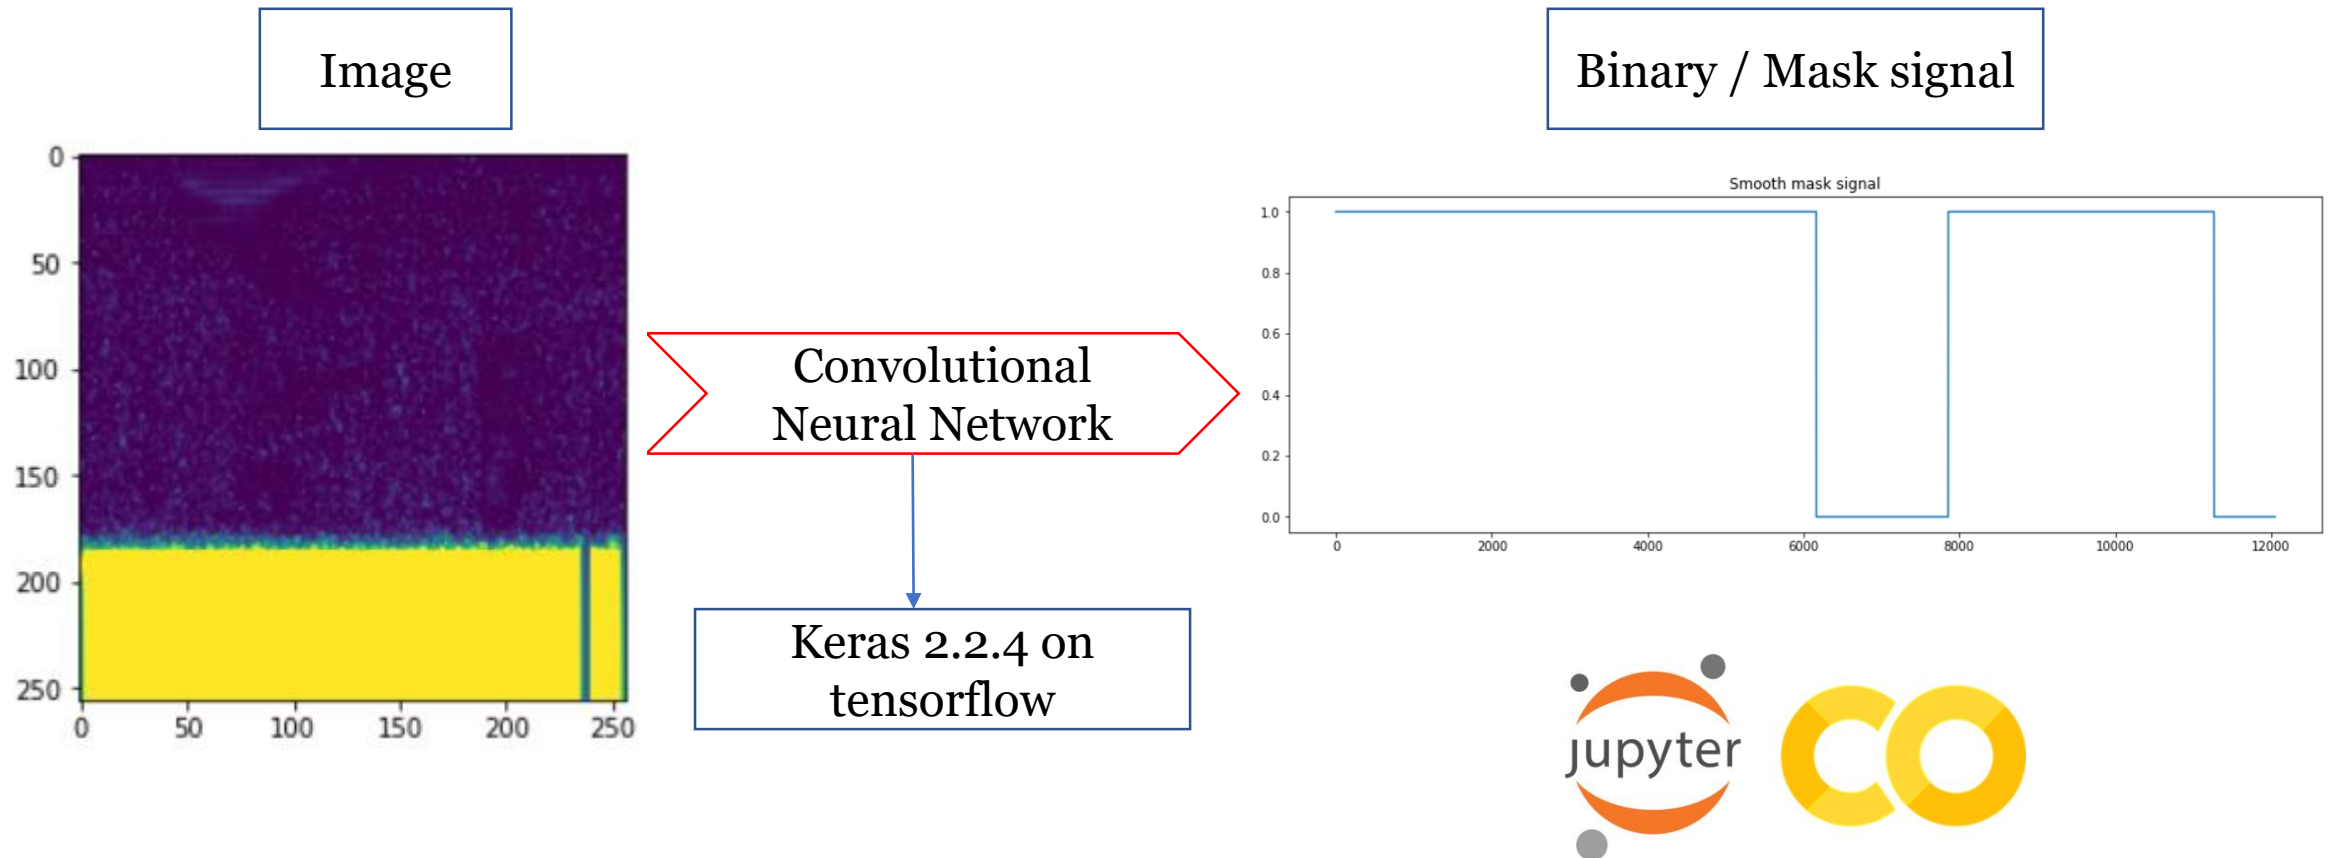 Image
Binary / Mask signal
0
50
100
150
200
250
0 50 100 150 200 250
Convolutional
Neural Network
Keras 2.2.4 on
tensorflow
Smooth mask signal
1.0
0.8
0.6
0.4
0.2
0.0
0 2000 4000 6000 8000 10000 12000
jupyter
CO